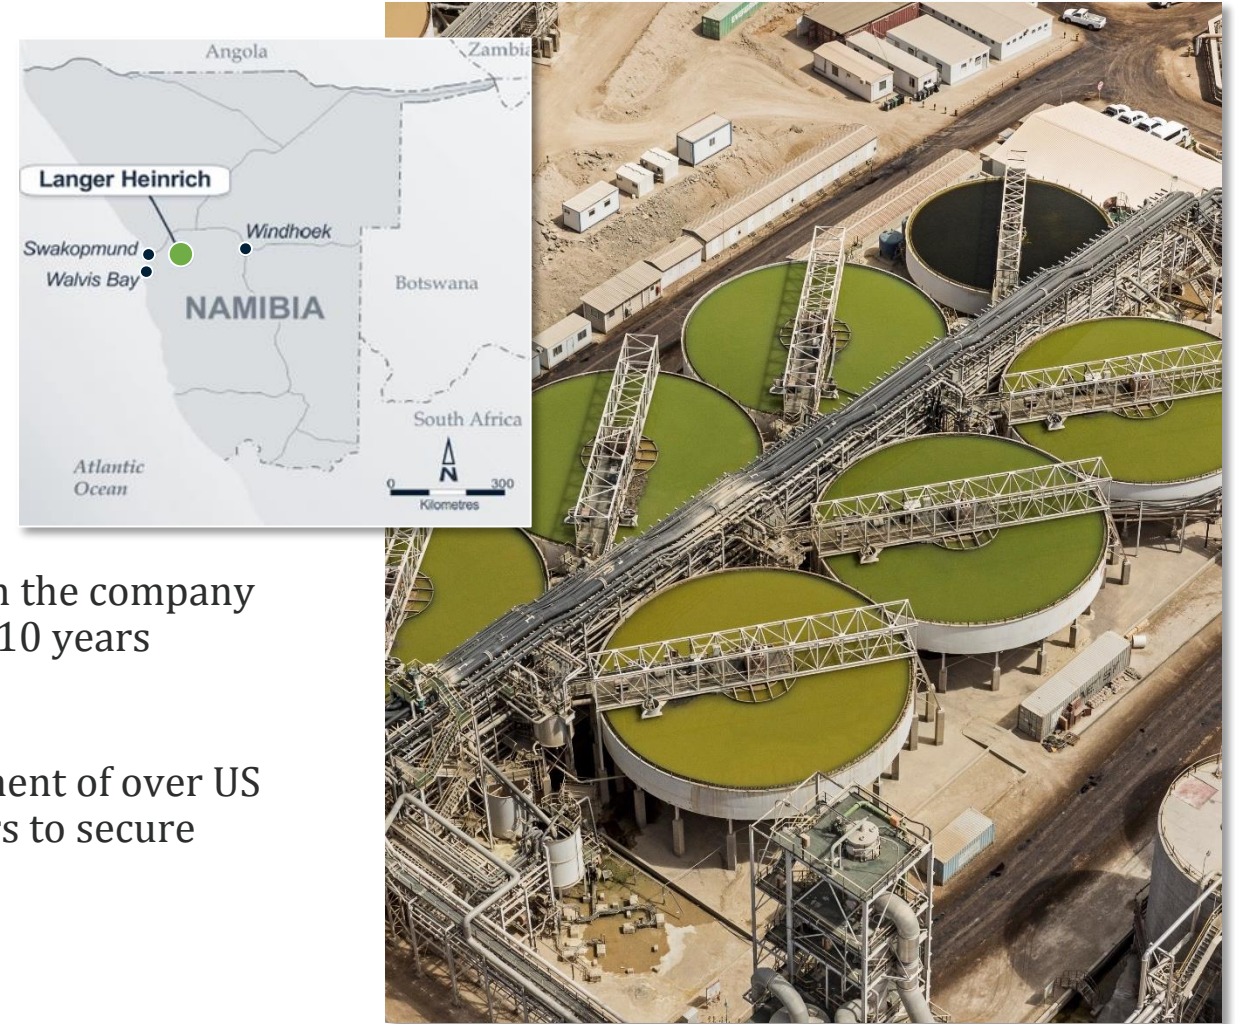 Angola
Zambia
Langer Heinrich
Windhoek
Swakopmund
Walvis Bay
Botswana
NAMIBIA
South Africa
N
Atlantic
Ocean
0 300
Kilometres
the company
10 years
of over US
to secure